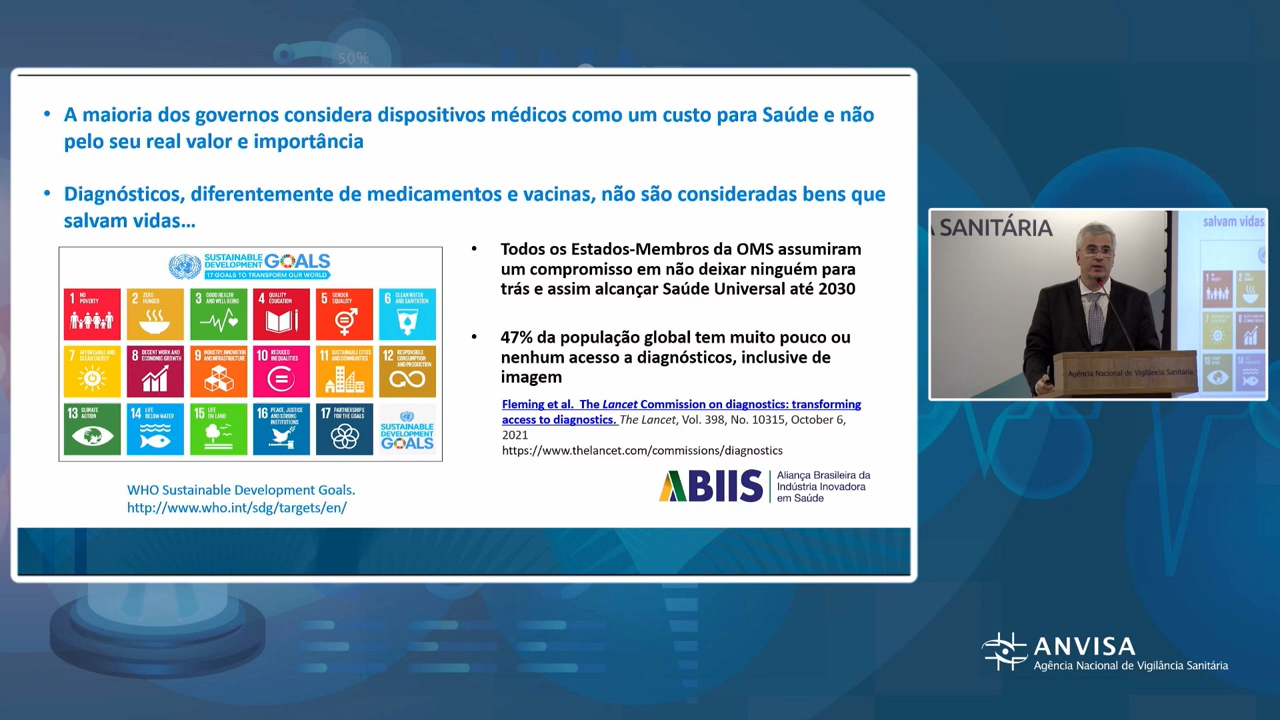 50%
• A maioria dos governos considera dispositivos médicos como um custo para Saúde e não
pelo seu real valor e importância
• Diagnósticos, diferentemente de medicamentos e vacinas, não são consideradas bens que
salvam vidas...
SUSTAINABLE
DEVELOPMENT
GOALS
17 GOALS TO TRANSFORM OUR WORLD
1 NO
POVERTY
2 ZERO
HUNGER
3 GOOD HEALTH
AND WELL-BEING
4 QUALITY
EDUCATION
5 GENDER
EQUALITY
6 CLEAN WATER
AND SANITATION
7 AFFORDABLE AND
CLEAN ENERGY
8 DECENT WORK AND
ECONOMIC GROWTH
9 INDUSTRY, INNOVATION
AND INFRASTRUCTURE
10 REDUCED
INEQUALITIES
11 SUSTAINABLE CITIES
AND COMMUNITIES
12 RESPONSIBLE
CONSUMPTION
AND PRODUCTION
13 CLIMATE
ACTION
14 LIFE
BELOW WATER
15 LIFE
ON LAND
16 PEACE, JUSTICE
AND STRONG
INSTITUTIONS
17 PARTNERSHIPS
FOR THE GOALS
SUSTAINABLE
DEVELOPMENT
GOALS
WHO Sustainable Development Goals.
http://www.who.int/sdg/targets/en/
• Todos os Estados-Membros da OMS assumiram
um compromisso em não deixar ninguém para
trás e assim alcançar Saúde Universal até 2030
• 47% da população global tem muito pouco ou
nenhum acesso a diagnósticos, inclusive de
imagem
Fleming et al. The Lancet Commission on diagnostics: transforming
access to diagnostics. The Lancet, Vol. 398, No. 10315, October 6,
2021
https://www.thelancet.com/commissions/diagnostics
ABIIS
Aliança Brasileira da
Indústria Inovadora
em Saúde
A SANITÁRIA
salvam vidas
Agência Nacional de Vigilância Sanitária
ANVISA
Agência Nacional de Vigilância Sanitária